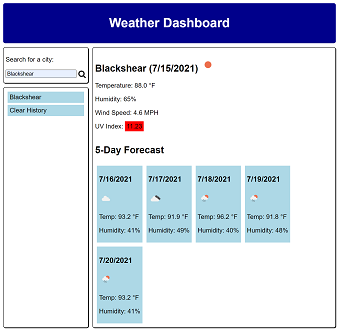 Weather Dashboard
Search for a city:
Blackshear
Blackshear
Clear History
Blackshear (7/15/2021)
Temperature: 88.0 °F
Humidity: 65%
Wind Speed: 4.6 MPH
UV Index:
5-Day Forecast
7/16/2021
Temp: 93.2 °F
Humidity: 41%
7/17/2021
Temp: 91.9 °F
Humidity: 49%
7/18/2021
Temp: 96.2 °F
Humidity: 40%
7/19/2021
Temp: 91.8 °F
Humidity: 48%
7/20/2021
Temp: 93.2 °F
Humidity: 41%